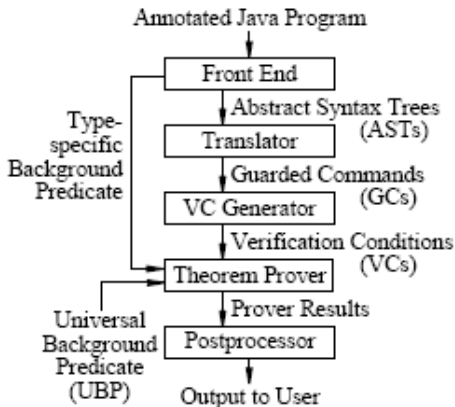 Annotated Java Program
Front End
Abstract Syntax Trees
(ASTs)
Type-
specific
Background
Predicate
Translator
Guarded Commands
(GCs)
VC Generator
Verification Conditions
(VCs)
Theorem Prover
Universal
Background
Predicate
(UBP)
Prover Results
Postprocessor
Output to User